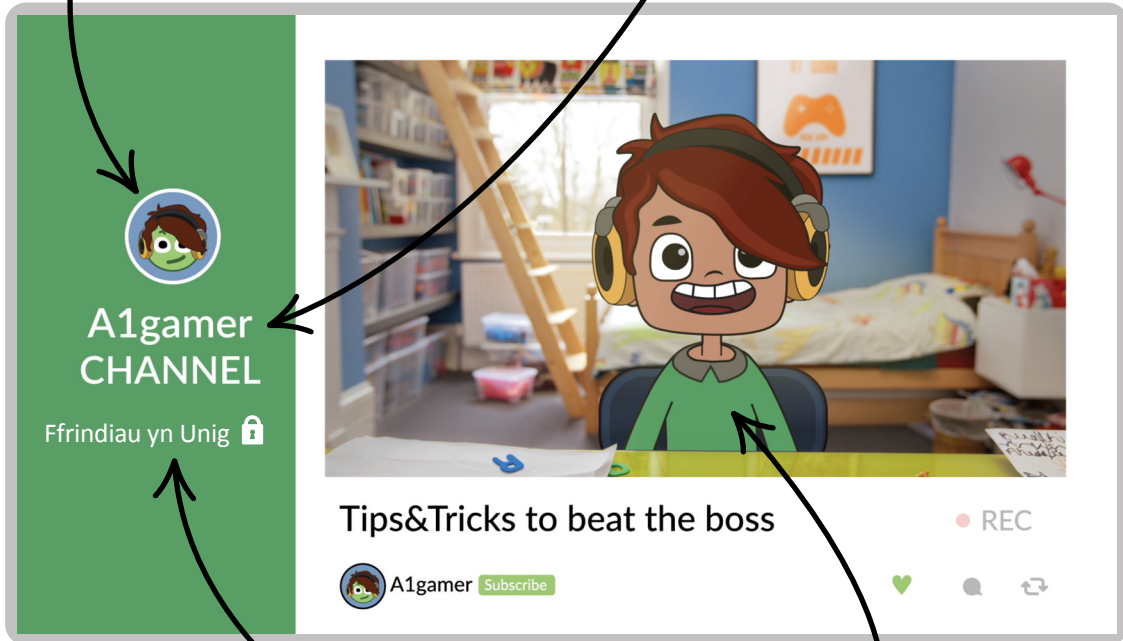 A1gamer
CHANNEL
Ffrindiau yn Unig
Tips&Tricks to beat the boss
REC
A1gamer Subscribe